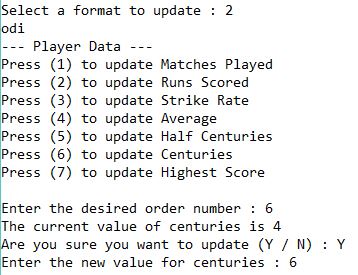 Select a format to update : 2
odi
--- Player Data ---
Press (1) to update Matches Played
Press (2) to update Runs Scored
Press (3) to update Strike Rate
Press (4) to update Average
Press (5) to update Half Centuries
Press (6) to update Centuries
Press (7) to update Highest Score
Enter the desired order number : 6
The current value of centuries is 4
Are you sure you want to update (Y / N) : Y
Enter the new value for centuries : 6